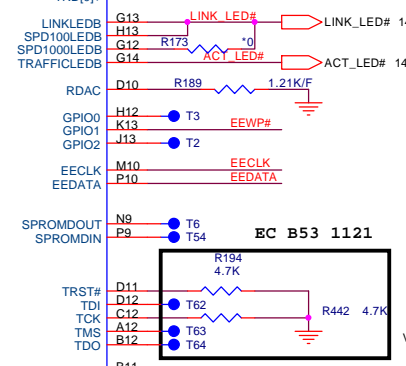 LINKLEDB G13 LINK_LED# LINK_LED# 14
SPD100LEDB H13
SPD1000LEDB G12 R173 *0
TRAFFICLEDB G14 ACT_LED# ACT_LED# 14
RDAC D10 R189 1.21K/F
GPIO0 H12 T3
GPIO1 K13 EEWP#
GPIO2 J13 T2
EECLK M10 EECLK
EEDATA P10 EEDATA
SPROMDOUT N9 T6
SPROMDIN P9 T54
EC B53 1121
R194
4.7K
TRST# D11
TDI D12 T62
R442 4.7K
TCK C12
TMS A12 T63
TDO B12 T64